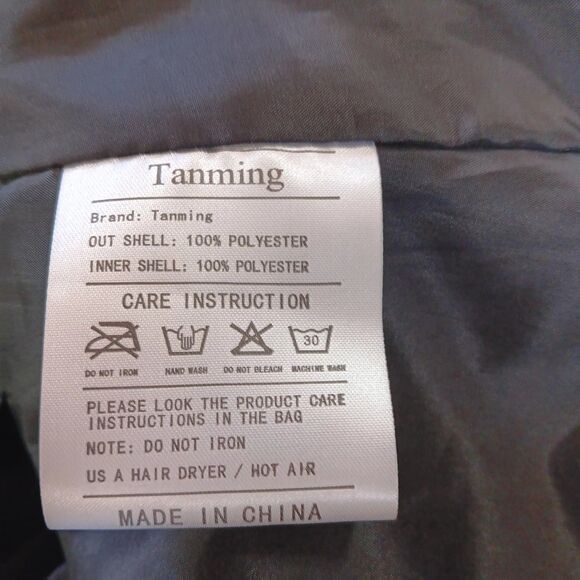 Tanming
Brand: Tanming
OUT SHELL: 100% POLYESTER
INNER SHELL: 100% POLYESTER
CARE INSTRUCTION
30
DO NOT IRON HAND WASH DO NOT BLEACH MACHINE WASH
PLEASE LOOK THE PRODUCT CARE
INSTRUCTIONS IN THE BAG
NOTE: DO NOT IRON
US A HAIR DRYER / HOT AIR
MADE IN CHINA